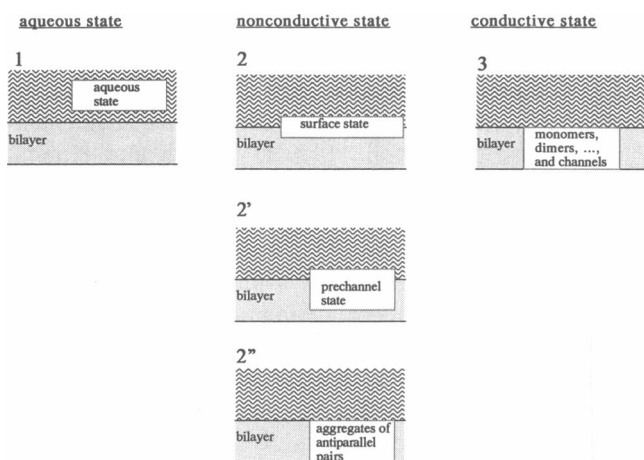 aqueous state
nonconductive state
conductive state
1
aqueous
state
bilayer
2
surface state
bilayer
3
monomers,
dimers, ...,
and channels
bilayer
2'
prechannel
state
bilayer
2"
aggregates of
antiparallel
pairs
bilayer